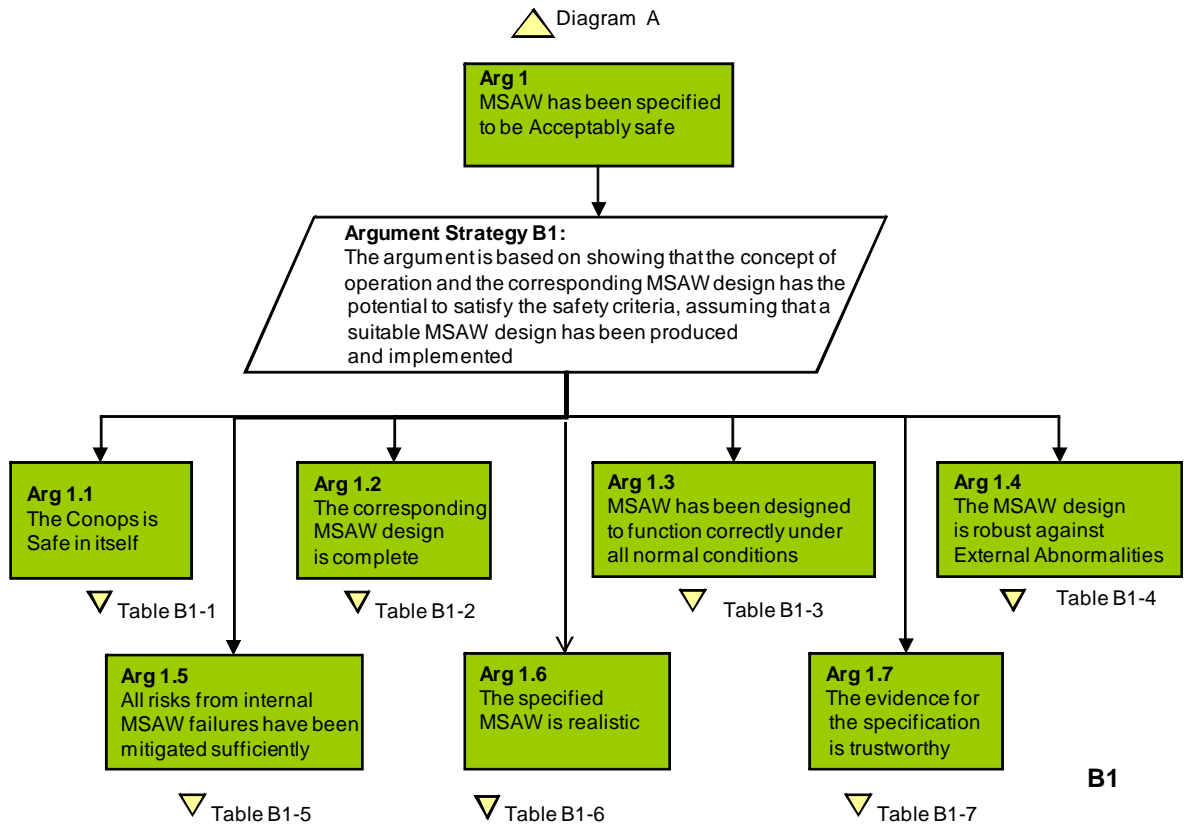 Diagram A
Arg 1
MSAW has been specified
to be Acceptably safe
Argument Strategy B1:
The argument is based on showing that the concept of
operation and the corresponding MSAW design has the
potential to satisfy the safety criteria, assuming that a
suitable MSAW design has been produced
and implemented
Arg 1.1
The Conops is
Safe in itself
Table B1-1
Arg 1.2
The corresponding
MSAW design
is complete
Table B1-2
Arg 1.3
MSAW has been designed
to function correctly under
all normal conditions
Table B1-3
Arg 1.4
The MSAW design
is robust against
External Abnormalities
Table B1-4
Arg 1.5
All risks from internal
MSAW failures have been
mitigated sufficiently
Table B1-5
Arg 1.6
The specified
MSAW is realistic
Table B1-6
Arg 1.7
The evidence for
the specification
is trustworthy
Table B1-7
B1